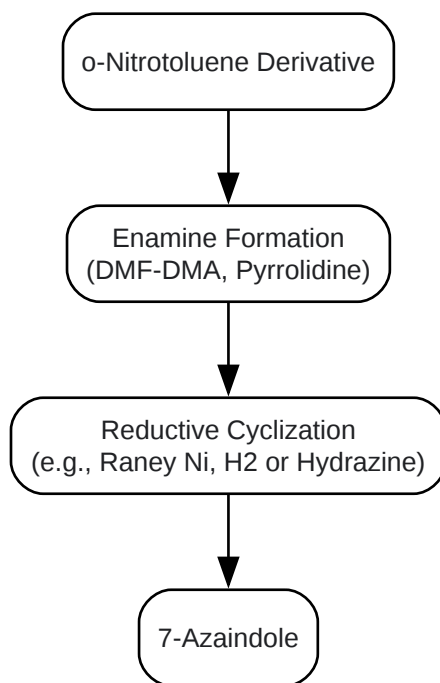 o-Nitrotoluene Derivative
Enamine Formation
(DMF-DMA, Pyrrolidine)
Reductive Cyclization
(e.g., Raney Ni, H2 or Hydrazine)
7-Azaindole